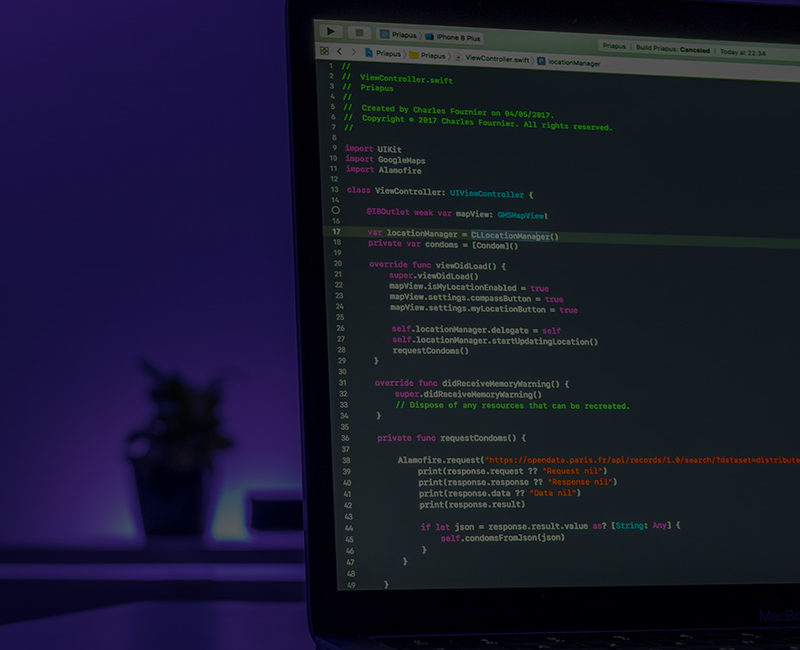 Priapus iPhone 8 Plus
Priapus | Build Priapus: Canceled | Today at 22:34
Priapus Priapus ViewController.swift P locationManager
1 //
2 // ViewController.swift
3 // Priapus
4 //
5 // Created by Charles Fournier on 04/05/2017.
6 // Copyright © 2017 Charles Fournier. All rights reserved.
7 //
8
9 import UIKit
10 import GoogleMaps
11 import Alamofire
12
13 class ViewController: UIViewController {
14
@IBOutlet weak var mapView: GMSMapView!
16
17 var locationManager = CLLocationManager()
18 private var condoms = [Condom]()
19
20 override func viewDidLoad() {
21 super.viewDidLoad()
22 mapView.isMyLocationEnabled = true
23 mapView.settings.compassButton = true
24 mapView.settings.myLocationButton = true
25
26 self.locationManager.delegate = self
27 self.locationManager.startUpdatingLocation()
28 requestCondoms()
29 }
30
31 override func didReceiveMemoryWarning() {
32 super.didReceiveMemoryWarning()
33 // Dispose of any resources that can be recreated.
34 }
35
36 private func requestCondoms() {
37
38 Alamofire.request("https://opendata.paris.fr/api/records/1.0/search/?dataset=distribute
39 print(response.request ?? "Request nil")
40 print(response.response ?? "Response nil")
41 print(response.data ?? "Data nil")
42 print(response.result)
43
44 if let json = response.result.value as? [String: Any] {
45 self.condomsFromJson(json)
46 }
47 }
48
49 }
MacBo